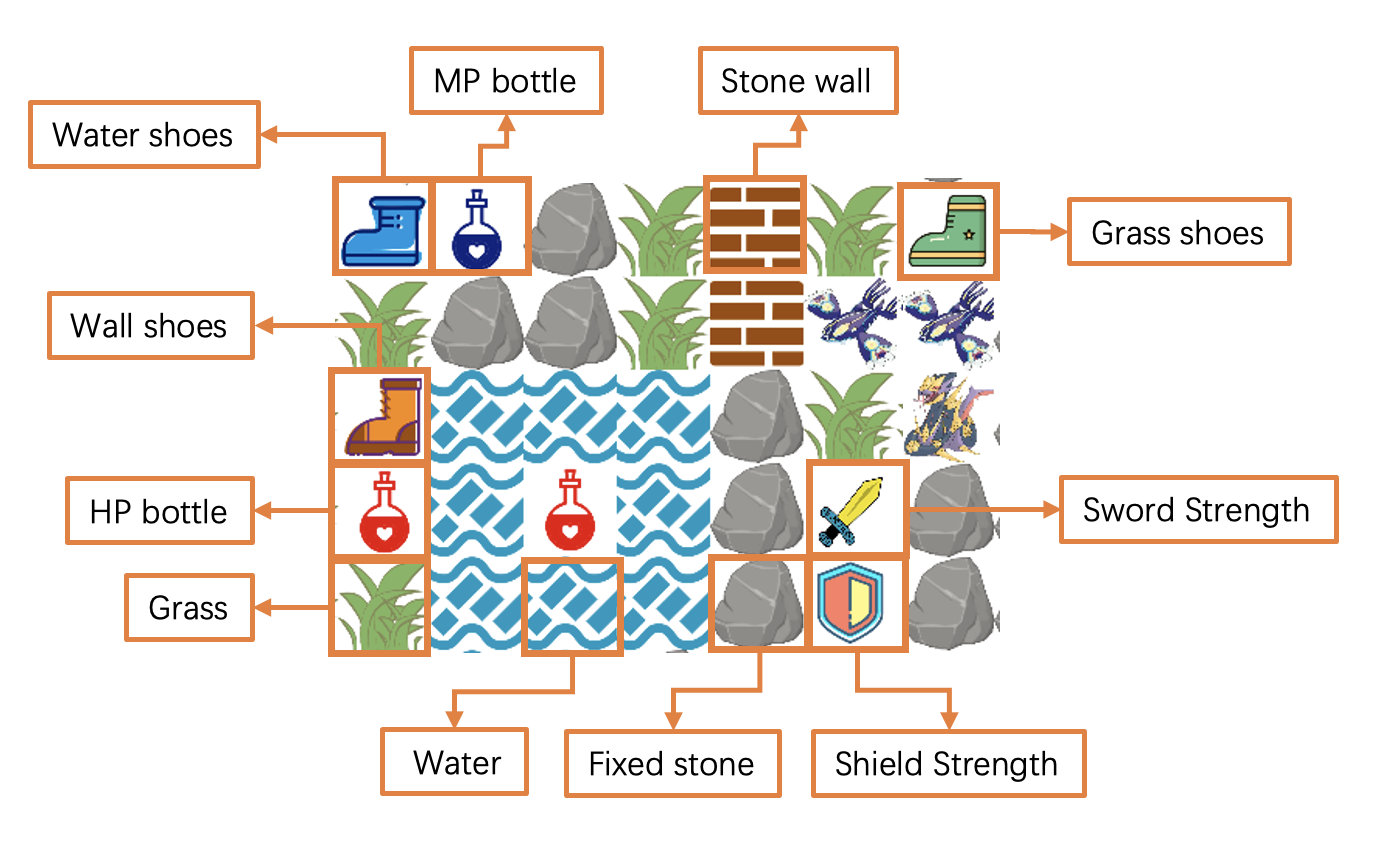 MP bottle
Stone wall
Water shoes
Grass shoes
Wall shoes
HP bottle
Sword Strength
Grass
Water
Fixed stone
Shield Strength